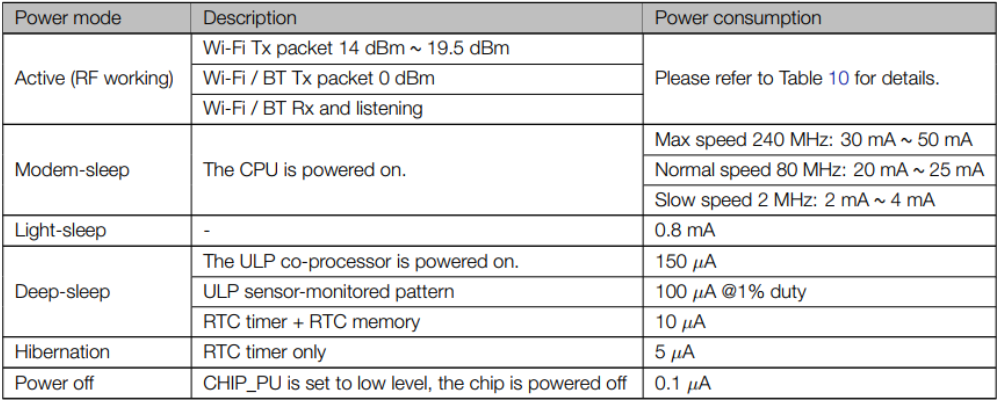 Power mode Description Power consumption
Wi-Fi Tx packet 14 dBm ~ 19.5 dBm
Active (RF working) Wi-Fi / BT Tx packet 0 dBm Please refer to Table 10 for details.
Wi-Fi / BT Rx and listening
Max speed 240 MHz: 30 mA ~ 50 mA
Modem-sleep The CPU is powered on. Normal speed 80 MHz: 20 mA ~ 25 mA
Slow speed 2 MHz: 2 mA ~ 4 mA
Light-sleep - 0.8 mA
The ULP co-processor is powered on. 150 μA
Deep-sleep ULP sensor-monitored pattern 100 μA @1% duty
RTC timer + RTC memory 10 μA
Hibernation RTC timer only 5 μA
Power off CHIP_PU is set to low level, the chip is powered off 0.1 μA